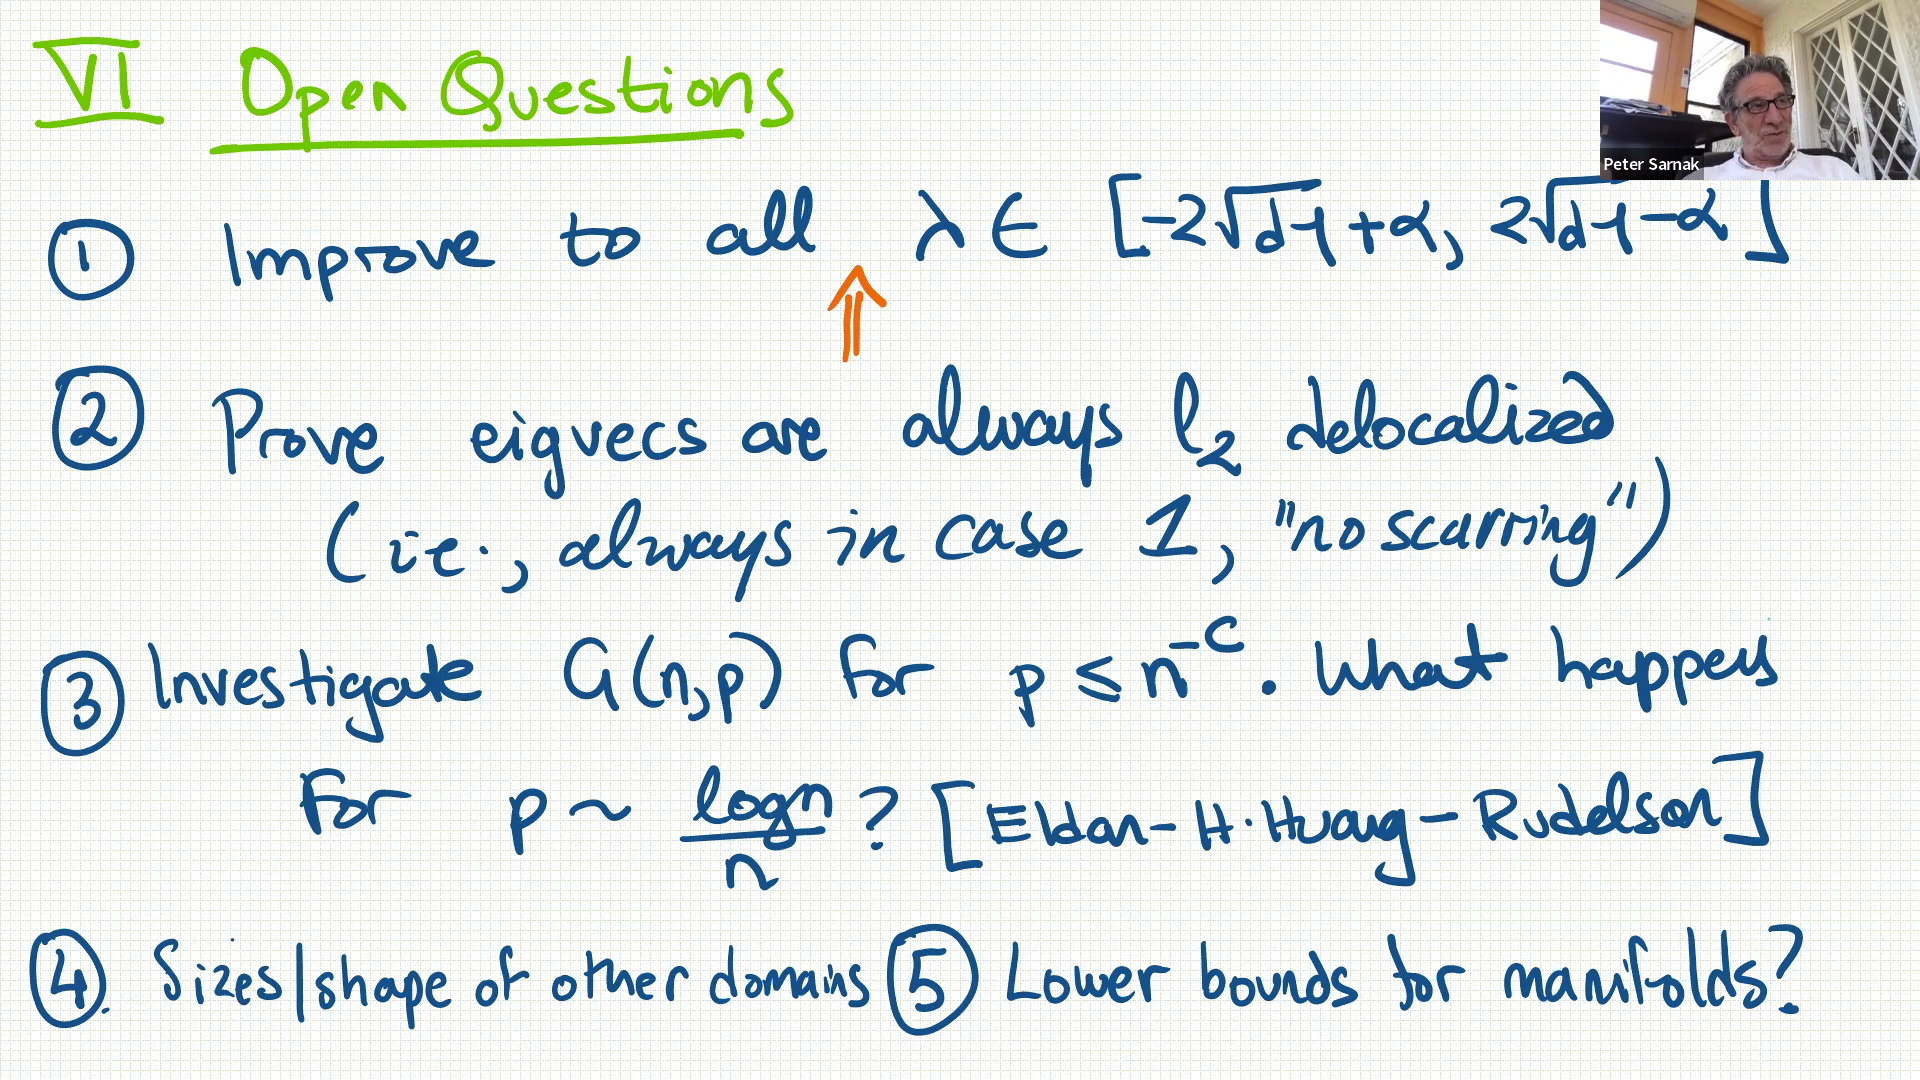 VI Open Questions
Peter Sarnak
① Improve to all λ ∈ [-2√d-1 + α, 2√d-1 - α]
② Prove eigvecs are always l₂ delocalized
(i.e., always in case 1, "no scarring")
③ Investigate G(n,p) for p ≤ n^-c. What happens
for p ~ log n / n ? [Eldan-H.Huang-Rudelson]
④. Sizes/shape of other domains ⑤ Lower bounds for manifolds?